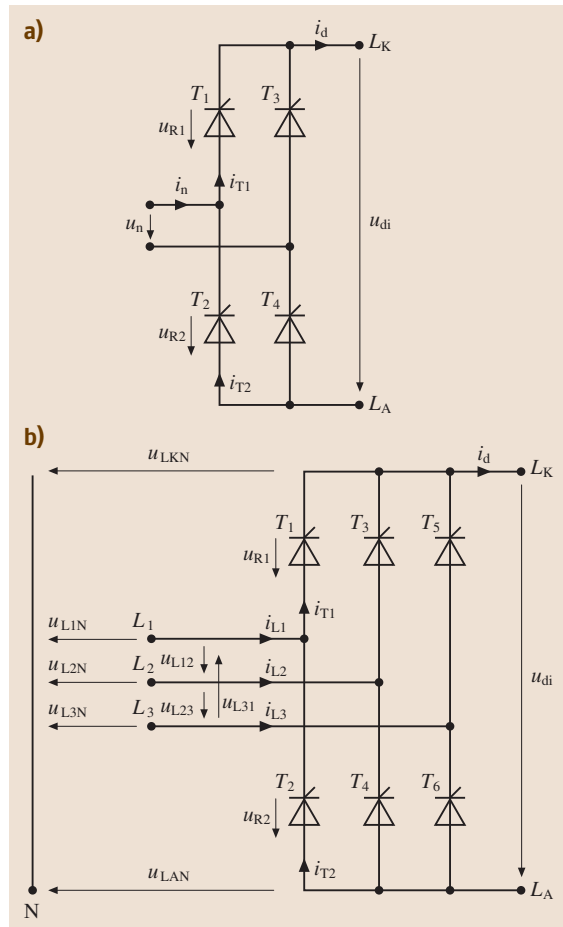 a)
i_d L_K
T_1 T_3
u_R1
i_n i_T1
u_n u_di
T_2 T_4
u_R2
i_T2
L_A
b)
u_LKN i_d L_K
T_1 T_3 T_5
u_R1
i_T1
u_L1N L_1 i_L1
u_L12
u_L2N L_2 i_L2 u_di
u_L3N L_3 u_L23 u_L31 i_L3
T_2 T_4 T_6
u_R2
i_T2
u_LAN L_A
N